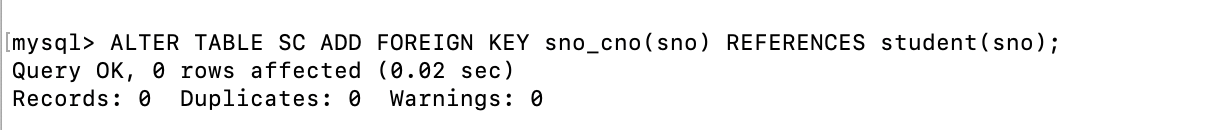 [mysql> ALTER TABLE SC ADD FOREIGN KEY sno_cno(sno) REFERENCES student(sno);
Query OK, 0 rows affected (0.02 sec)
Records: 0  Duplicates: 0  Warnings: 0